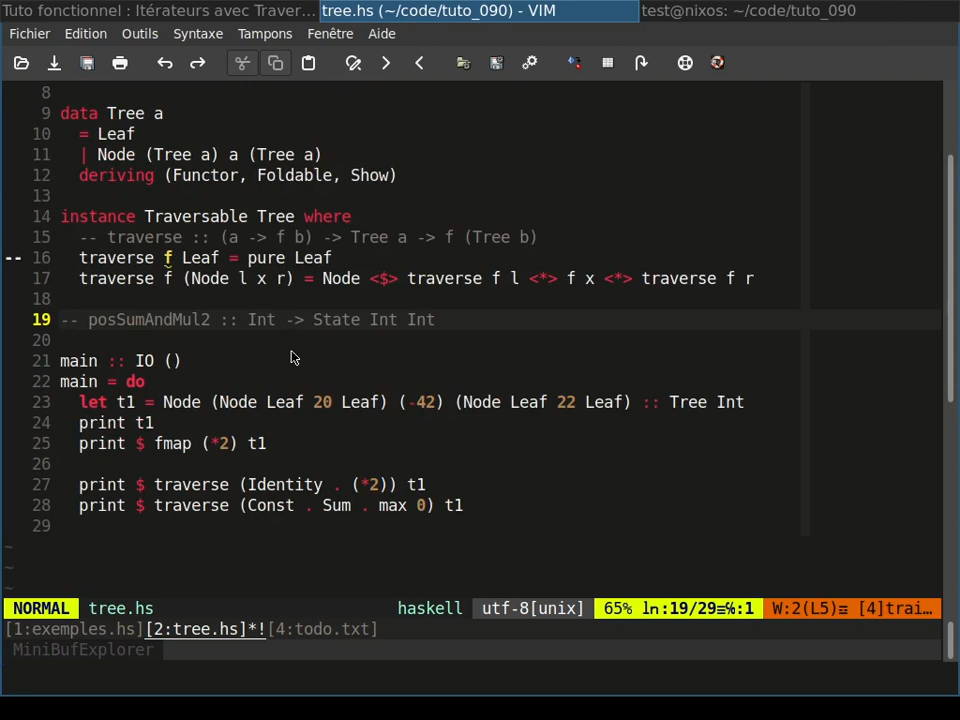 Tuto fonctionnel : Itérateurs avec Traver... tree.hs (~/code/tuto_090) - VIM test@nixos: ~/code/tuto_090
Fichier Edition Outils Syntaxe Tampons Fenêtre Aide
8
9 data Tree a
10   = Leaf
11   | Node (Tree a) a (Tree a)
12   deriving (Functor, Foldable, Show)
13
14 instance Traversable Tree where
15   -- traverse :: (a -> f b) -> Tree a -> f (Tree b)
-- 16   traverse f Leaf = pure Leaf
17   traverse f (Node l x r) = Node <$> traverse f l <*> f x <*> traverse f r
18
19 -- posSumAndMul2 :: Int -> State Int Int
20
21 main :: IO ()
22 main = do
23   let t1 = Node (Node Leaf 20 Leaf) (-42) (Node Leaf 22 Leaf) :: Tree Int
24   print t1
25   print $ fmap (*2) t1
26
27   print $ traverse (Identity . (*2)) t1
28   print $ traverse (Const . Sum . max 0) t1
29
~
~
~
NORMAL tree.hs haskell utf-8[unix] 65% ln:19/29≡℅:1 W:2(L5)≡ [4]trai...
[1:exemples.hs][2:tree.hs]*![4:todo.txt]
MiniBufExplorer